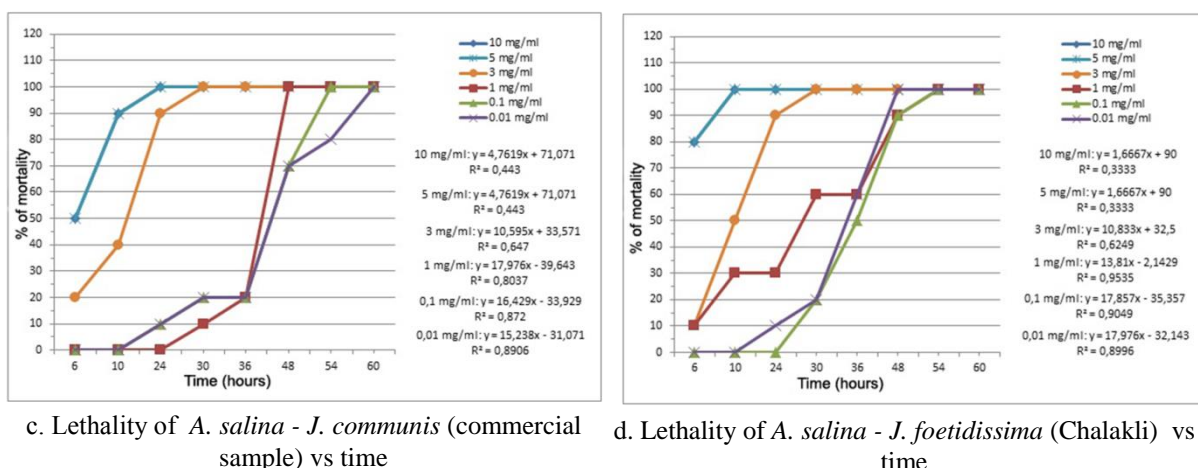 120
110
100
90
80
70
60
50
40
30
20
10
0
% of mortality
6 10 24 30 36 48 54 60
Time (hours)
10 mg/ml
5 mg/ml
3 mg/ml
1 mg/ml
0.1 mg/ml
0.01 mg/ml
10 mg/ml: y = 4,7619x + 71,071
R² = 0,443
5 mg/ml: y = 4,7619x + 71,071
R² = 0,443
3 mg/ml: y = 10,595x + 33,571
R² = 0,647
1 mg/ml: y = 17,976x - 39,643
R² = 0,8037
0,1 mg/ml: y = 16,429x - 33,929
R² = 0,872
0,01 mg/ml: y = 15,238x - 31,071
R² = 0,8906
c. Lethality of A. salina - J. communis (commercial
sample) vs time
120
110
100
90
80
70
60
50
40
30
20
10
0
% of mortality
6 10 24 30 36 48 54 60
Time (hours)
10 mg/ml
5 mg/ml
3 mg/ml
1 mg/ml
0.1 mg/ml
0.01 mg/ml
10 mg/ml: y = 1,6667x + 90
R² = 0,3333
5 mg/ml: y = 1,6667x + 90
R² = 0,3333
3 mg/ml: y = 10,833x + 32,5
R² = 0,6249
1 mg/ml: y = 13,81x - 2,1429
R² = 0,9535
0,1 mg/ml: y = 17,857x - 35,357
R² = 0,9049
0,01 mg/ml: y = 17,976x - 32,143
R² = 0,8996
d. Lethality of A. salina - J. foetidissima (Chalakli) vs
time